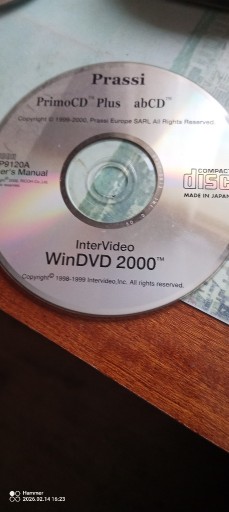 Prassi
PrimoCD™ Plus abCD™
Copyright © 1999-2000, Prassi Europe SARL All Rights Reserved.
P9120A
er's Manual
COMPACT
disc
MADE IN JAPAN
InterVideo
WinDVD 2000™
Copyright© 1998-1999 Intervideo,Inc. All rights reserved.
Hammer
2026.02.14 16:23